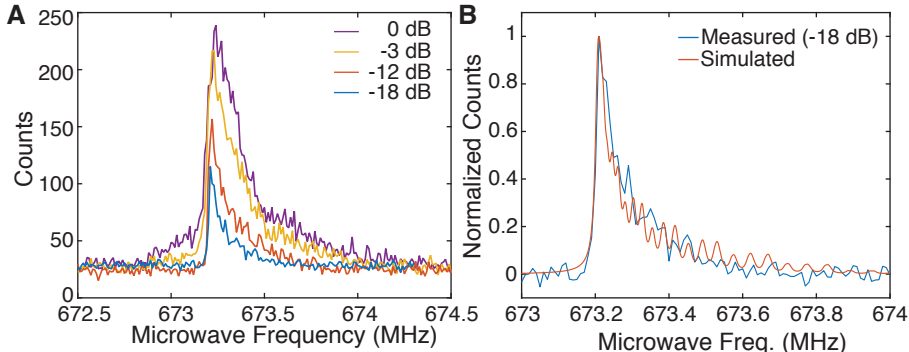 A
250
200
150
100
50
0
Counts
0 dB
-3 dB
-12 dB
-18 dB
672.5
673
673.5
674
674.5
Microwave Frequency (MHz)
B
1
0.8
0.6
0.4
0.2
0
Normalized Counts
Measured (-18 dB)
Simulated
673
673.2
673.4
673.6
673.8
674
Microwave Freq. (MHz)